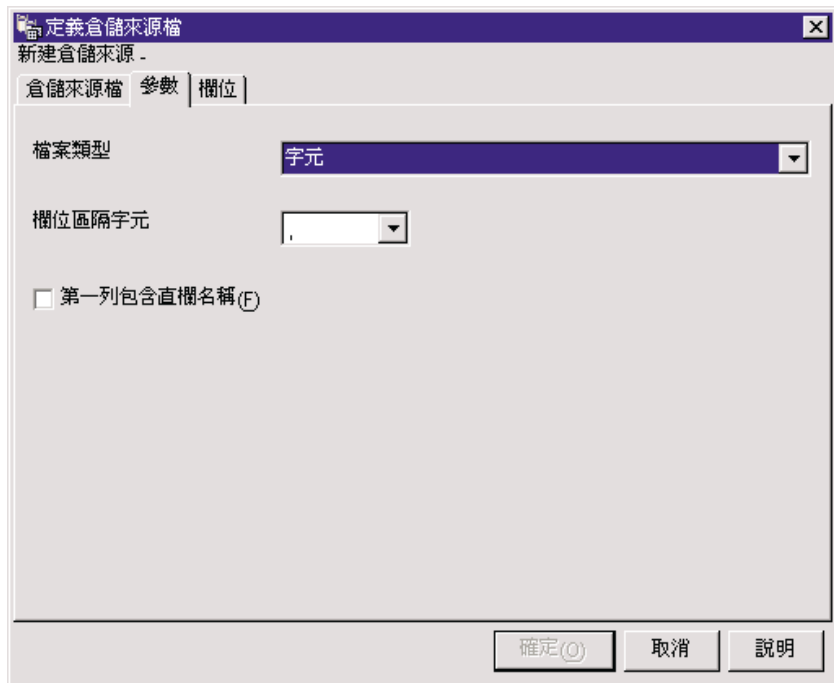 定義倉儲來源檔
新建倉儲來源 -
倉儲來源檔 參數 欄位
檔案類型 字元
欄位區隔字元 ,
第一列包含直欄名稱(F)
確定(O) 取消 說明